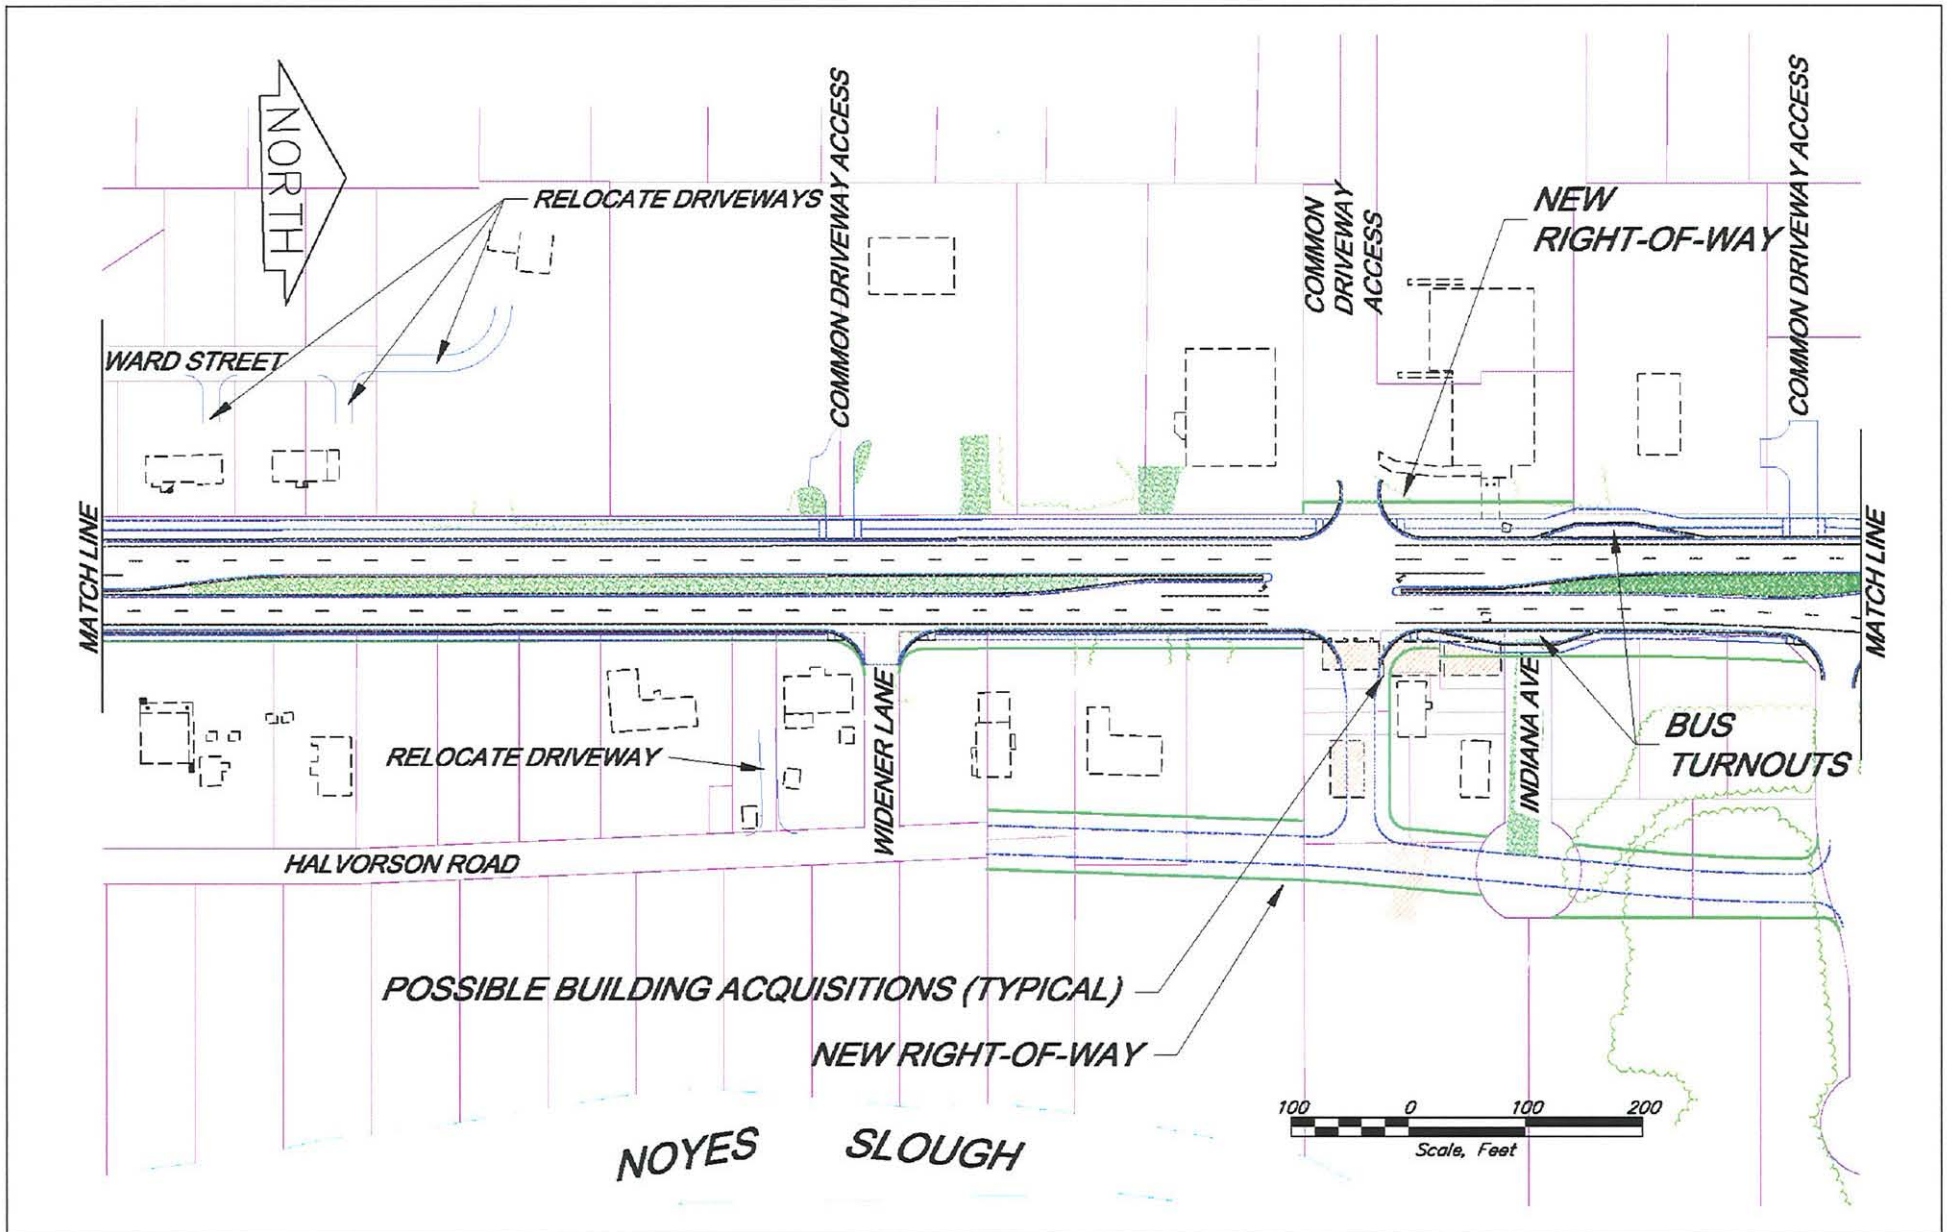 NORTH
RELOCATE DRIVEWAYS
COMMON DRIVEWAY ACCESS
COMMON
DRIVEWAY
ACCESS
NEW
RIGHT-OF-WAY
COMMON DRIVEWAY ACCESS
WARD STREET
MATCH LINE
MATCH LINE
RELOCATE DRIVEWAY
WIDENER LANE
INDIANA AVE
BUS
TURNOUTS
HALVORSON ROAD
POSSIBLE BUILDING ACQUISITIONS (TYPICAL)
NEW RIGHT-OF-WAY
100 0 100 200
Scale, Feet
NOYES SLOUGH